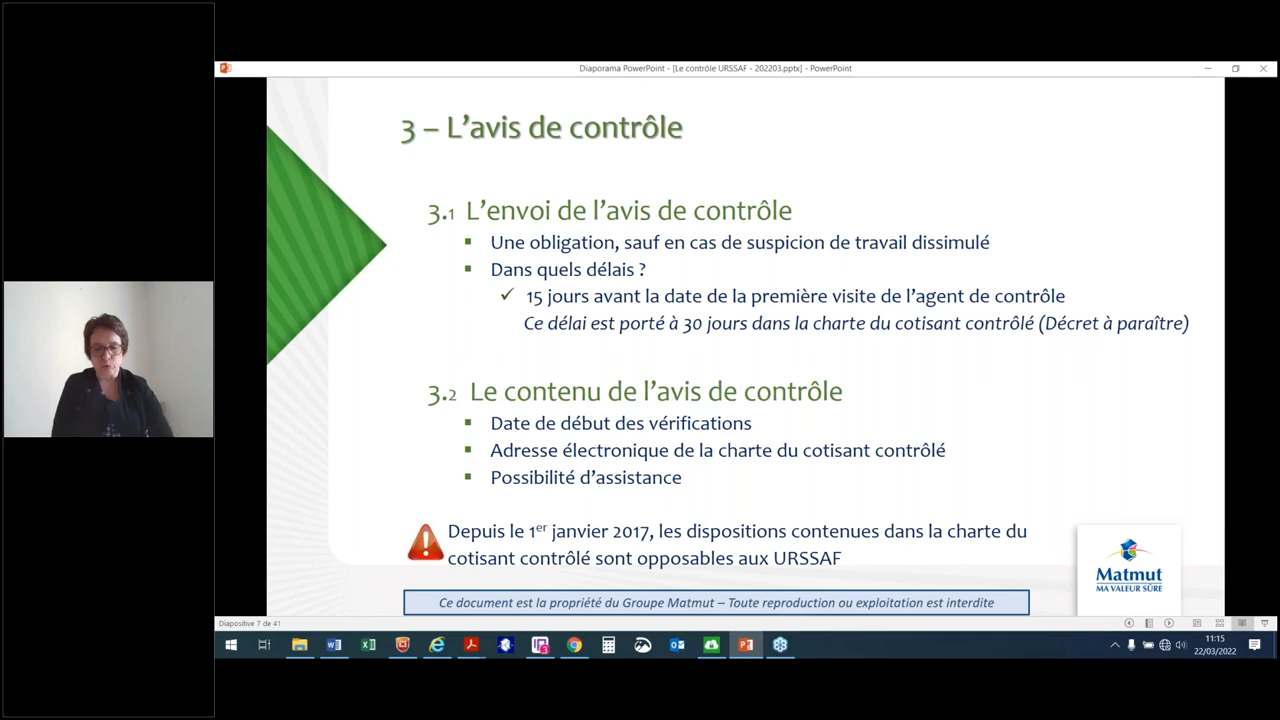 Diaporama PowerPoint - [Le contrôle URSSAF - 202203.pptx] - PowerPoint
3 – L'avis de contrôle
3.1 L'envoi de l'avis de contrôle
Une obligation, sauf en cas de suspicion de travail dissimulé
Dans quels délais ?
15 jours avant la date de la première visite de l'agent de contrôle
Ce délai est porté à 30 jours dans la charte du cotisant contrôlé (Décret à paraître)
3.2 Le contenu de l'avis de contrôle
Date de début des vérifications
Adresse électronique de la charte du cotisant contrôlé
Possibilité d'assistance
Depuis le 1er janvier 2017, les dispositions contenues dans la charte du
cotisant contrôlé sont opposables aux URSSAF
Matmut
MA VALEUR SÛRE
Ce document est la propriété du Groupe Matmut – Toute reproduction ou exploitation est interdite
Diapositive 7 de 41
11:15
22/03/2022